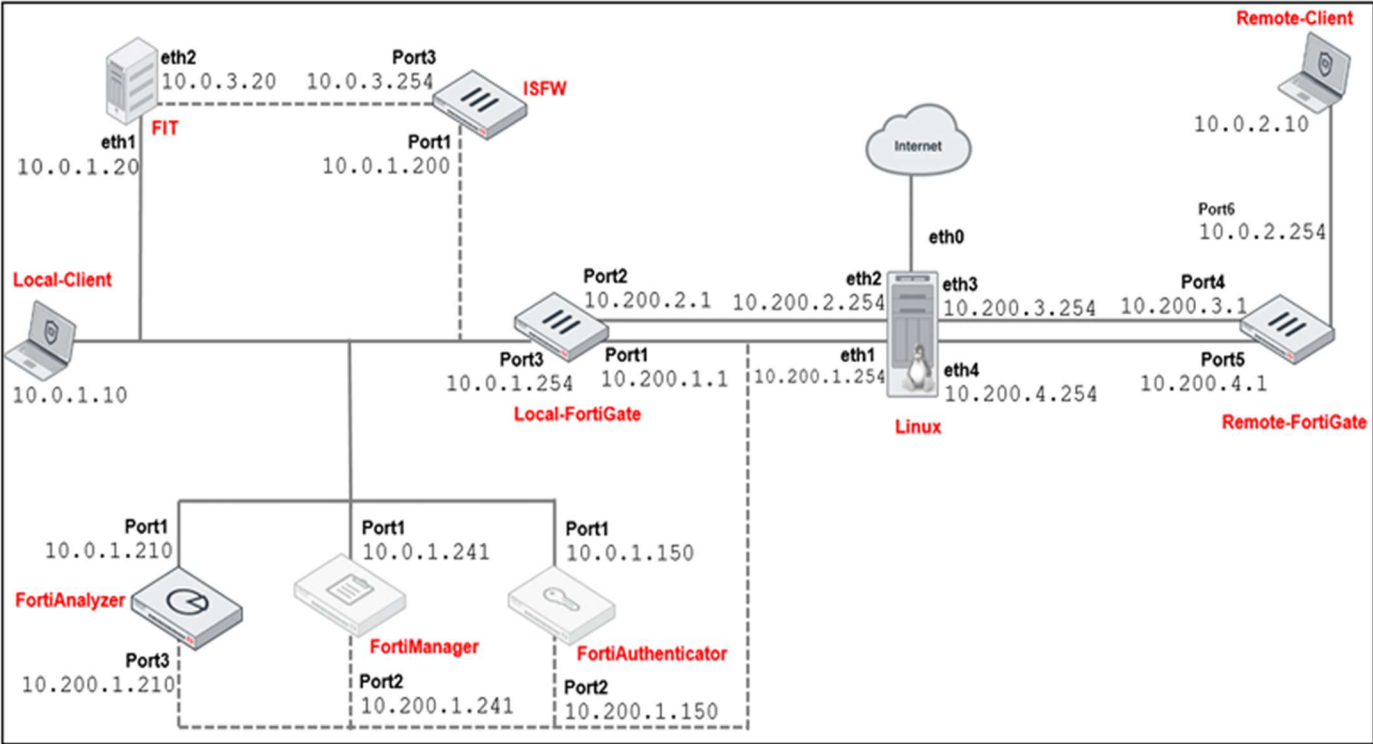 Remote-Client
eth2
10.0.3.20
Port3
10.0.3.254
ISFW
FIT
eth1
10.0.1.20
Port1
10.0.1.200
Internet
10.0.2.10
Port6
10.0.2.254
eth0
Local-Client
10.0.1.10
Port2
10.200.2.1
eth2
10.200.2.254
eth3
10.200.3.254
Port4
10.200.3.1
Port3
10.0.1.254
Port1
10.200.1.1
Local-FortiGate
eth1
10.200.1.254
eth4
10.200.4.254
Linux
Port5
10.200.4.1
Remote-FortiGate
Port1
10.0.1.210
FortiAnalyzer
Port3
10.200.1.210
Port1
10.0.1.241
FortiManager
Port2
10.200.1.241
Port1
10.0.1.150
FortiAuthenticator
Port2
10.200.1.150